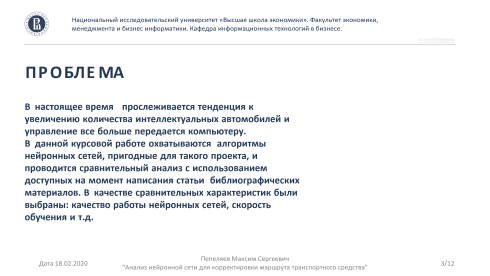 Национальный исследовательский университет «Высшая школа экономики». Факультет экономики,
менеджмента и бизнес информатики. Кафедра информационных технологий в бизнесе.
ПРОБЛЕМА
В настоящее время прослеживается тенденция к
увеличению количества интеллектуальных автомобилей и
управление все больше передается компьютеру.
В данной курсовой работе охватываются алгоритмы
нейронных сетей, пригодные для такого проекта, и
проводится сравнительный анализ с использованием
доступных на момент написания статьи библиографических
материалов. В качестве сравнительных характеристик были
выбраны: качество работы нейронных сетей, скорость
обучения и т.д.
Дата 18.02.2020
Пепеляев Максим Сергеевич
"Анализ нейронной сети для корректировки маршрута транспортного средства"
3/12